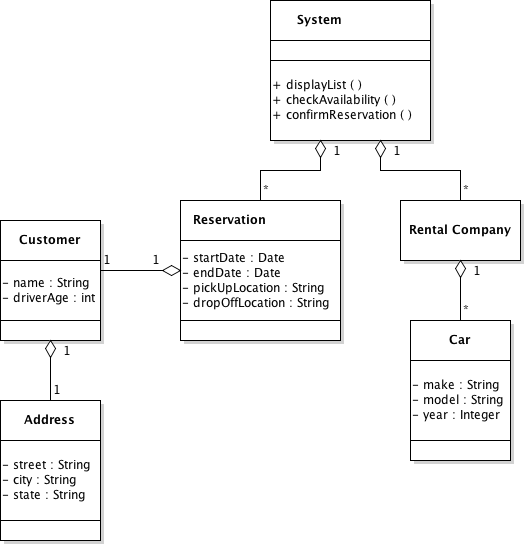 System
+ displayList ( )
+ checkAvailability ( )
+ confirmReservation ( )
1
1
*
*
Reservation
- startDate : Date
- endDate : Date
- pickUpLocation : String
- dropOffLocation : String
Rental Company
Customer
- name : String
- driverAge : int
1
1
1
*
Car
- make : String
- model : String
- year : Integer
1
1
Address
- street : String
- city : String
- state : String